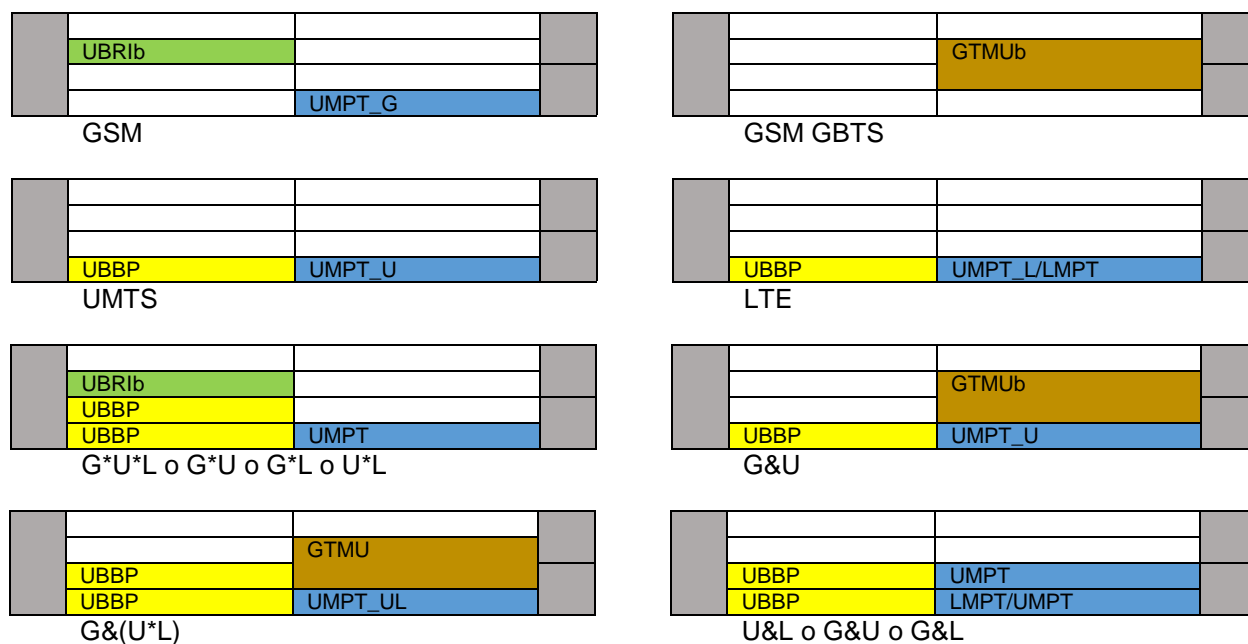 UBRIb
UMPT_G
GSM
GTMUb
GSM GBTS
UBBP UMPT_U
UMTS
UBBP UMPT_L/LMPT
LTE
UBRIb
UBBP
UBBP UMPT
G*U*L o G*U o G*L o U*L
GTMUb
UBBP UMPT_U
G&U
GTMU
UBBP
UBBP UMPT_UL
G&(U*L)
UBBP UMPT
UBBP LMPT/UMPT
U&L o G&U o G&L